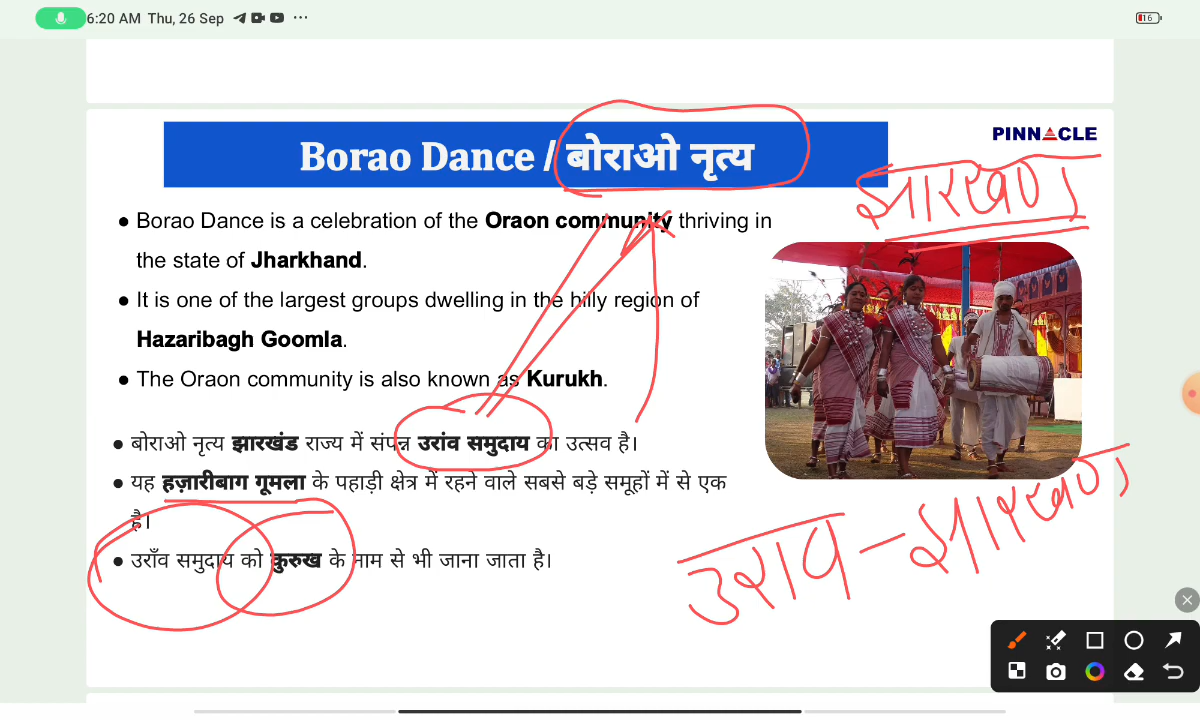 6:20 AM Thu, 26 Sep
16
Borao Dance / बोराओ नृत्य
PINNACLE
झारखण्ड
• Borao Dance is a celebration of the Oraon community thriving in
the state of Jharkhand.
• It is one of the largest groups dwelling in the hilly region of
Hazaribagh Goomla.
• The Oraon community is also known as Kurukh.
• बोराओ नृत्य झारखंड राज्य में संपन्न उरांव समुदाय का उत्सव है।
• यह हज़ारीबाग गूमला के पहाड़ी क्षेत्र में रहने वाले सबसे बड़े समूहों में से एक
है।
• उराँव समुदाय को कुरुख के नाम से भी जाना जाता है।
उराव - झारखण्ड